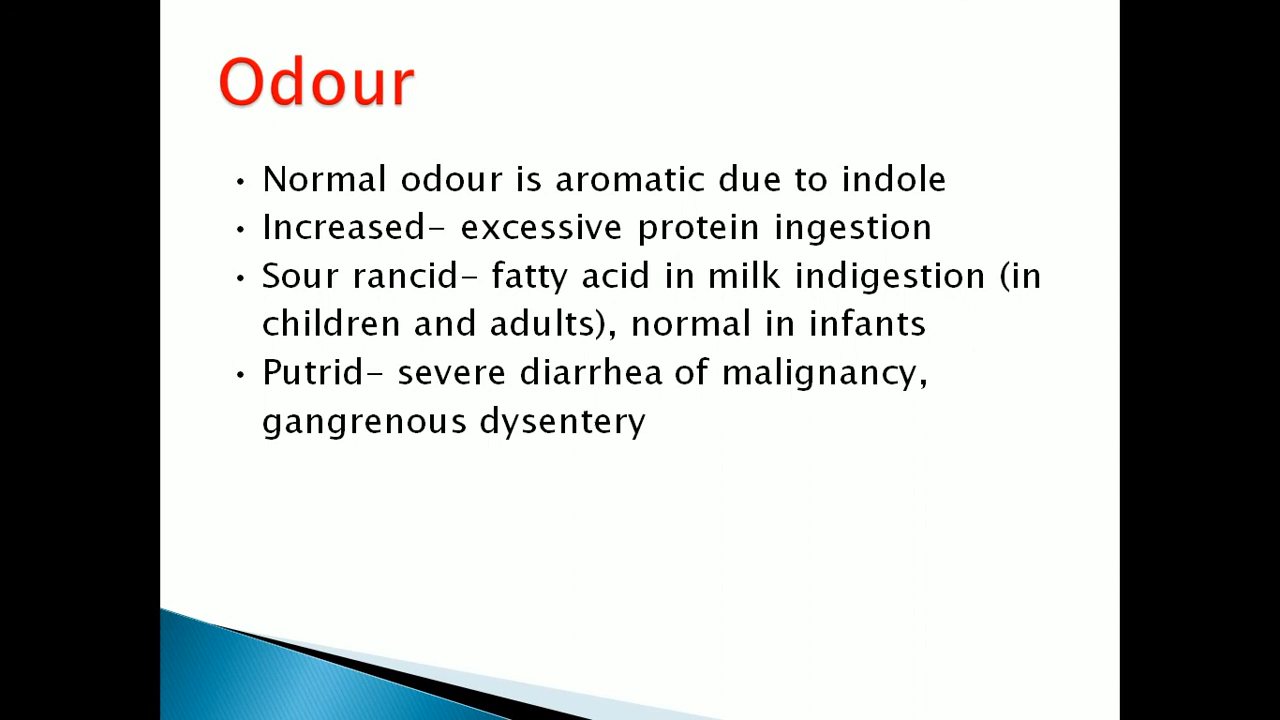 Odour
• Normal odour is aromatic due to indole
• Increased- excessive protein ingestion
• Sour rancid- fatty acid in milk indigestion (in
children and adults), normal in infants
• Putrid- severe diarrhea of malignancy,
gangrenous dysentery